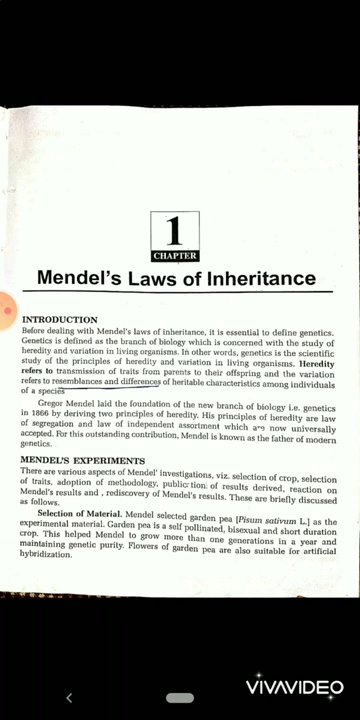 1
CHAPTER
Mendel's Laws of Inheritance
INTRODUCTION
Before dealing with Mendel's laws of inheritance, it is essential to define genetics.
Genetics is defined as the branch of biology which is concerned with the study of
heredity and variation in living organisms. In other words, genetics is the scientific
study of the principles of heredity and variation in living organisms. Heredity
refers to transmission of traits from parents to their offspring and the variation
refers to resemblances and differences of heritable characteristics among individuals
of a species
Gregor Mendel laid the foundation of the new branch of biology i.e. genetics
in 1866 by deriving two principles of heredity. His principles of heredity are law
of segregation and law of independent assortment which are now universally
accepted. For this outstanding contribution, Mendel is known as the father of modern
genetics.
MENDEL'S EXPERIMENTS
There are various aspects of Mendel' investigations, viz. selection of crop, selection
of traits, adoption of methodology, publication of results derived, reaction on
Mendel's results and , rediscovery of Mendel's results. These are briefly discussed
as follows.
Selection of Material. Mendel selected garden pea [Pisum sativum L.] as the
experimental material. Garden pea is a self pollinated, bisexual and short duration
crop. This helped Mendel to grow more than one generations in a year and
maintaining genetic purity. Flowers of garden pea are also suitable for artificial
hybridization.
VIVAVIDEO